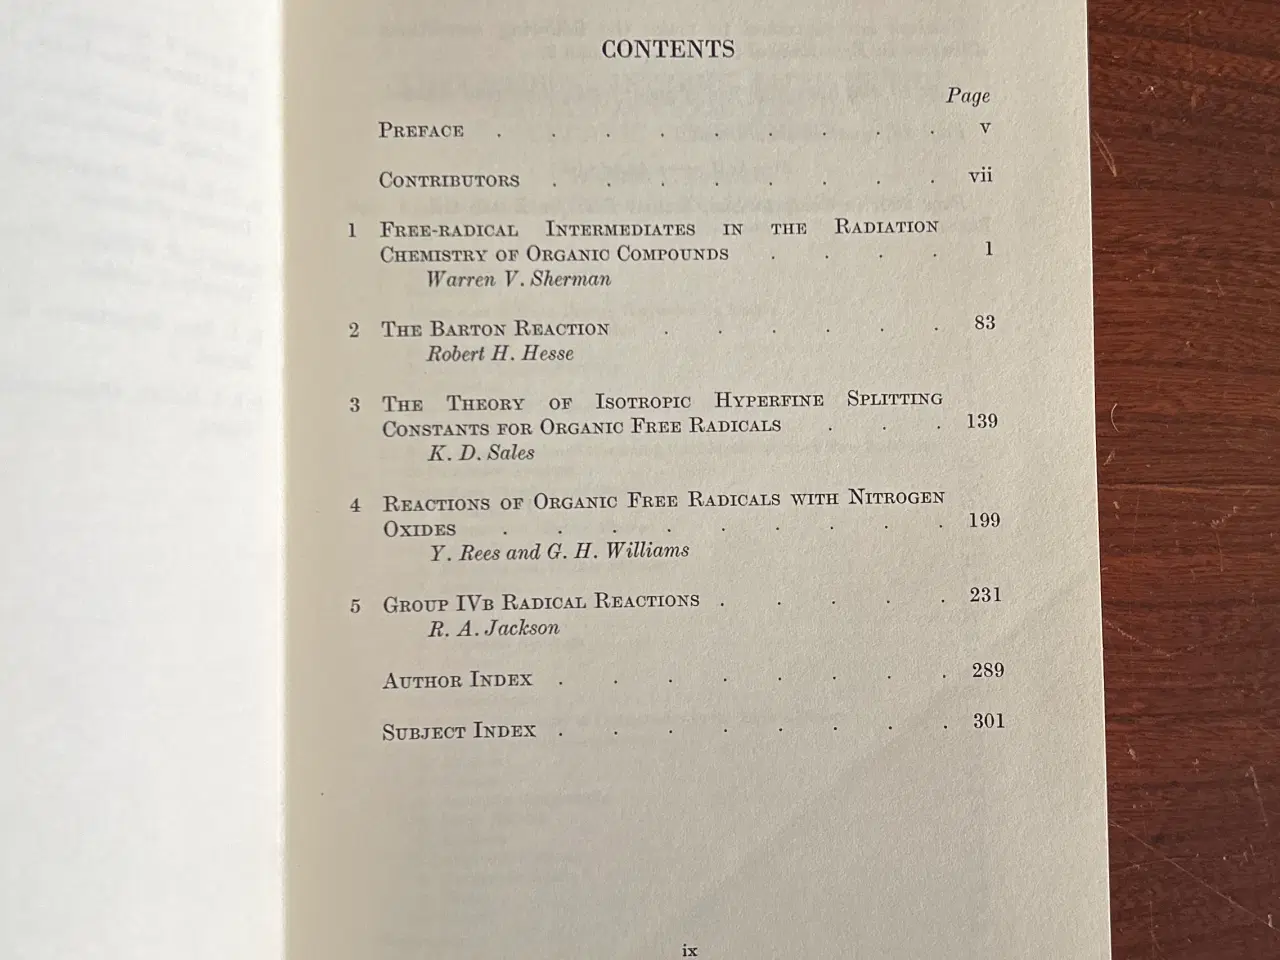 CONTENTS
Page
PREFACE . . . . . . . . . v
CONTRIBUTORS . . . . . . . . vii
1 FREE-RADICAL INTERMEDIATES IN THE RADIATION
CHEMISTRY OF ORGANIC COMPOUNDS . . . . 1
Warren V. Sherman
2 THE BARTON REACTION . . . . . . 83
Robert H. Hesse
3 THE THEORY OF ISOTROPIC HYPERFINE SPLITTING
CONSTANTS FOR ORGANIC FREE RADICALS . . . 139
K. D. Sales
4 REACTIONS OF ORGANIC FREE RADICALS WITH NITROGEN
OXIDES . . . . . . . . . 199
Y. Rees and G. H. Williams
5 GROUP IVB RADICAL REACTIONS . . . . . 231
R. A. Jackson
AUTHOR INDEX . . . . . . . . 289
SUBJECT INDEX . . . . . . . . 301
ix